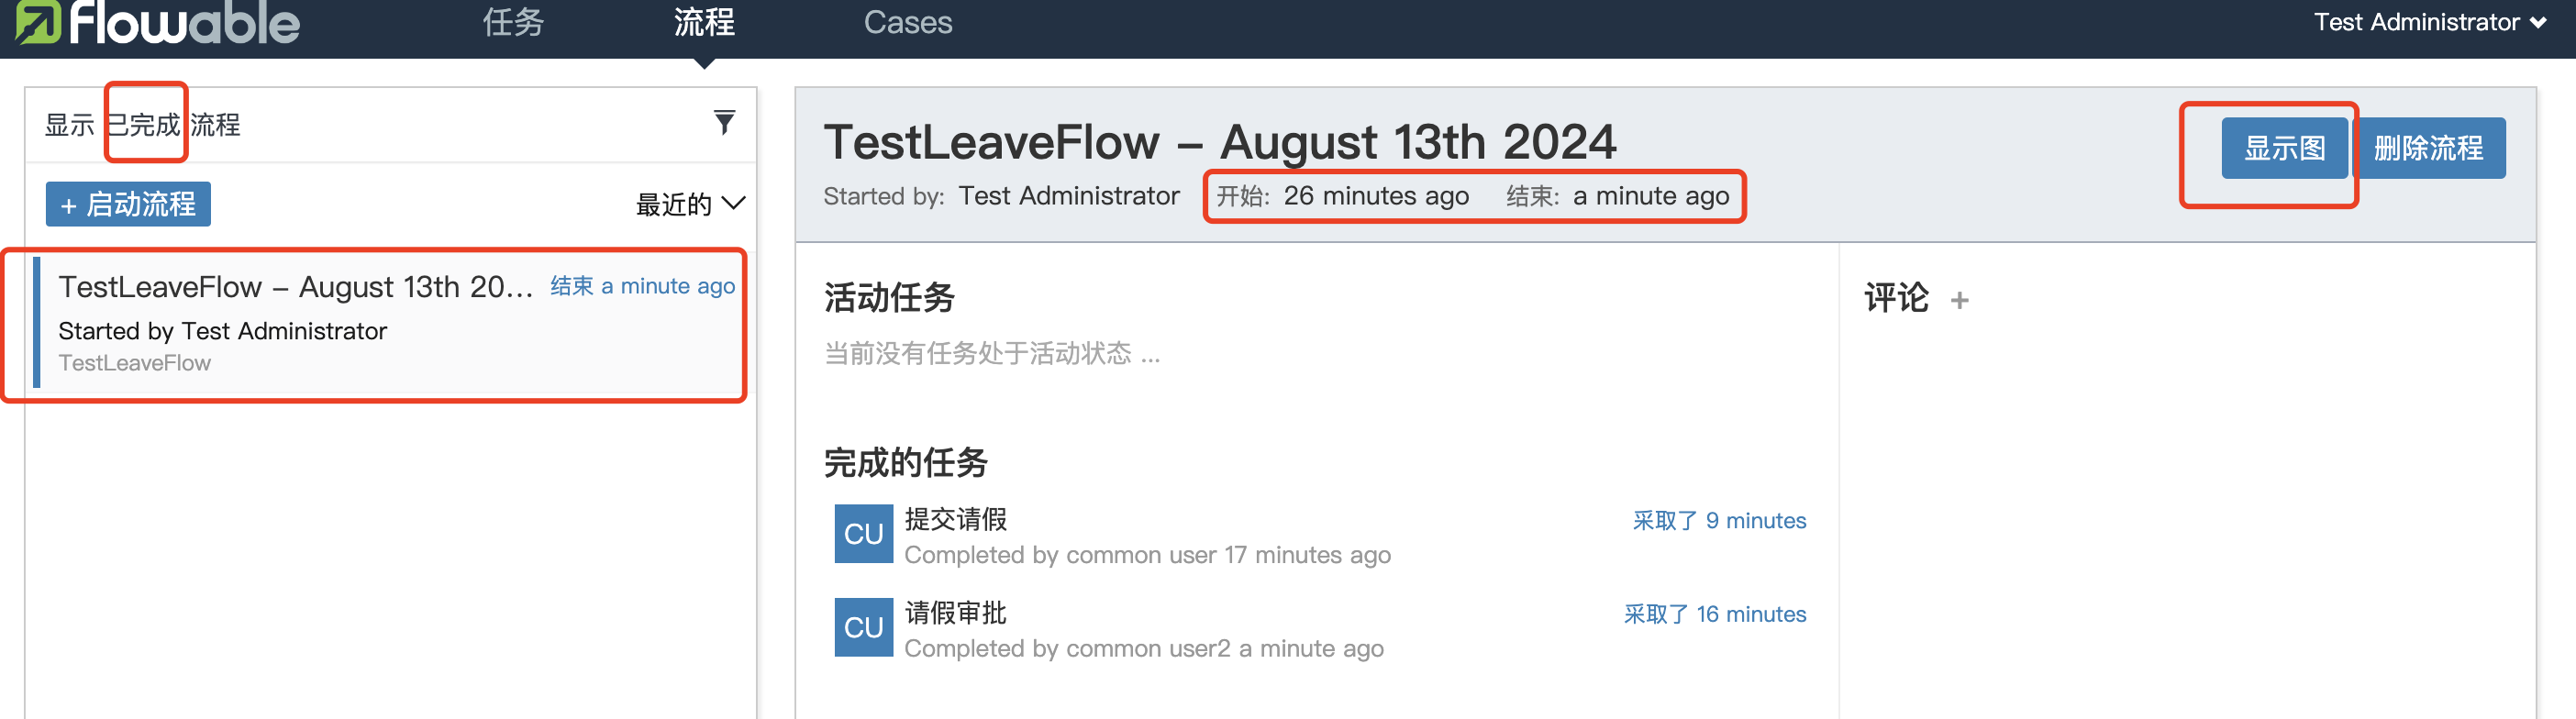 flowable
任务
流程
Cases
Test Administrator
显示 已完成 流程
+ 启动流程
最近的
TestLeaveFlow – August 13th 20...
结束 a minute ago
Started by Test Administrator
TestLeaveFlow
TestLeaveFlow – August 13th 2024
Started by: Test Administrator 开始: 26 minutes ago 结束: a minute ago
显示图
删除流程
活动任务
当前没有任务处于活动状态 ...
完成的任务
CU
提交请假
采取了 9 minutes
Completed by common user 17 minutes ago
CU
请假审批
采取了 16 minutes
Completed by common user2 a minute ago
评论 +